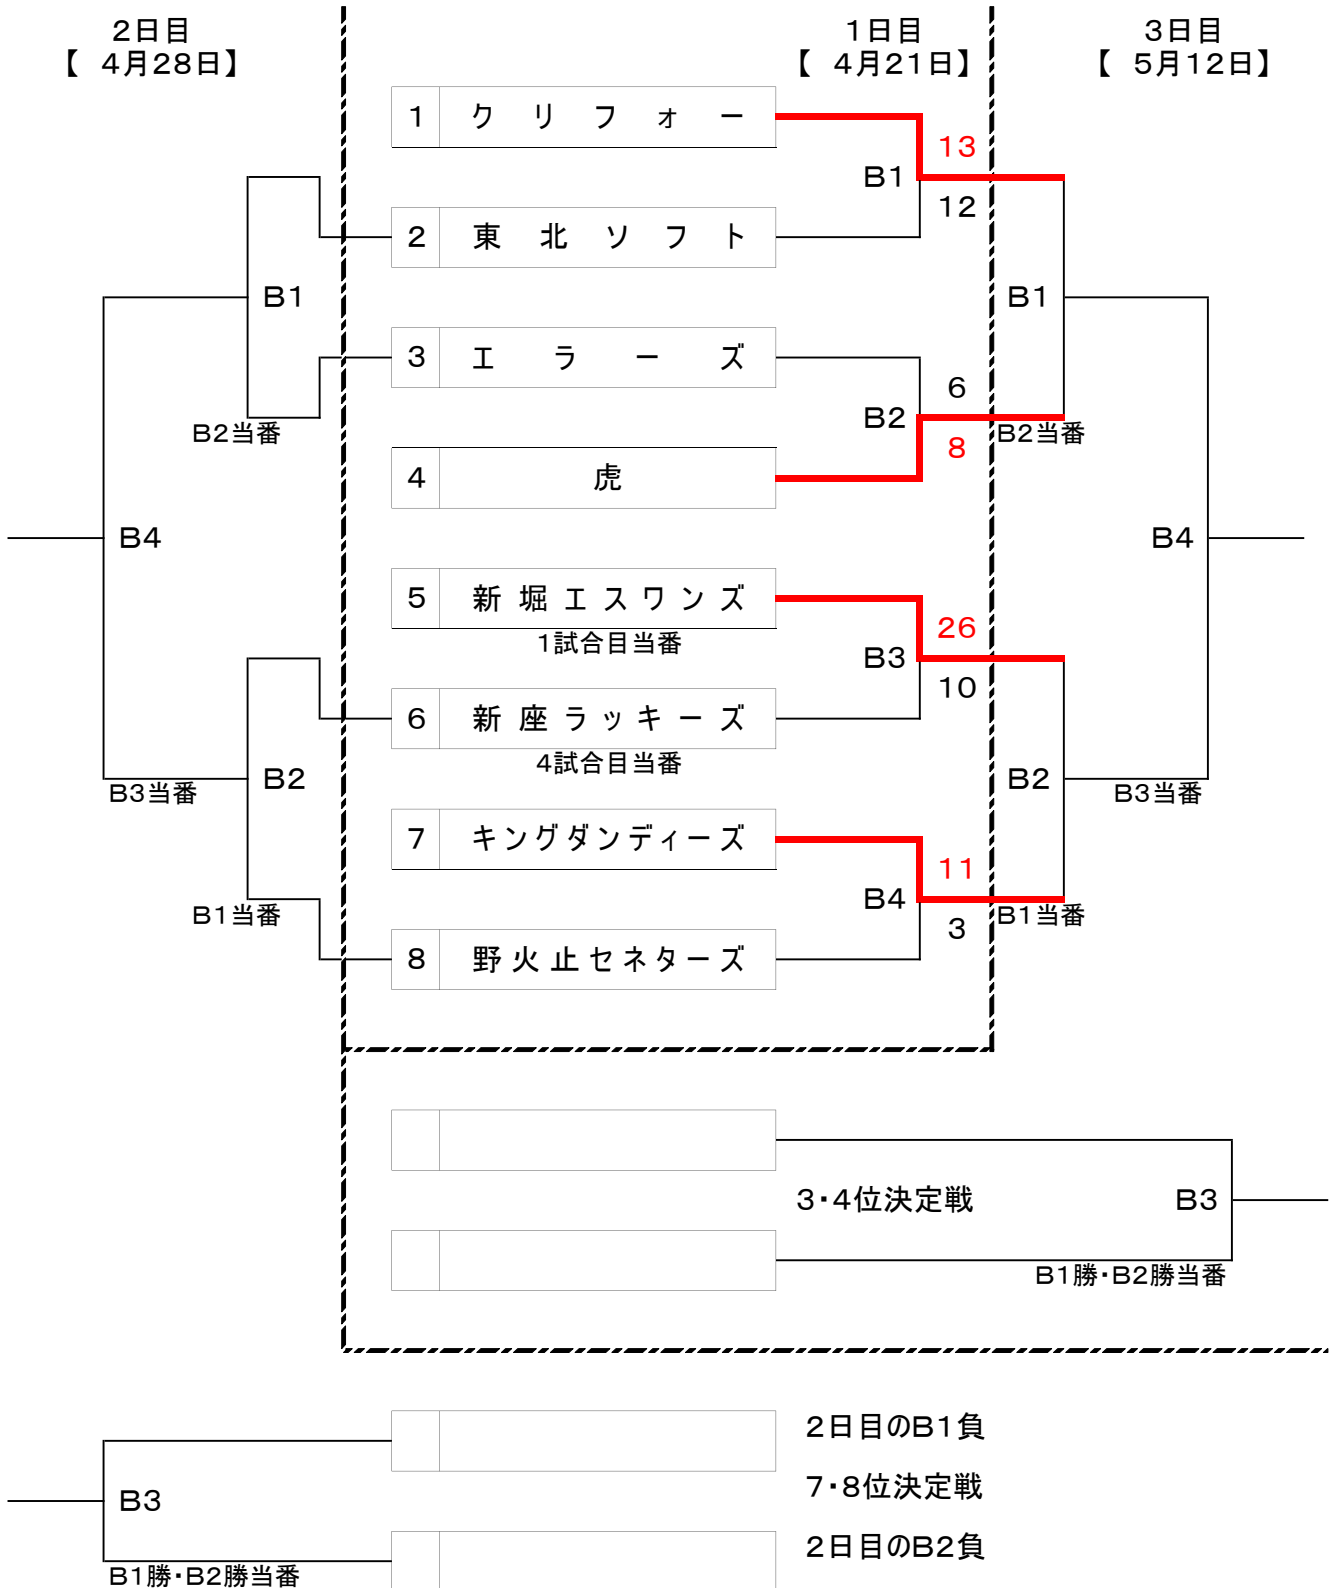 2日目
【 4月28日】
1日目
【 4月21日】
3日目
【 5月12日】
1 クリフォー
13
B1
12
2 東北ソフト
B1
B1
3 エラーズ
6
B2
B2当番
B2当番
8
4 虎
B4
B4
5 新堀エスワンズ
1試合目当番
26
B3
10
6 新座ラッキーズ
4試合目当番
B2
B2
B3当番
B3当番
7 キングダンディーズ
11
B4
B1当番
B1当番
3
8 野火止セネターズ
3・4位決定戦
B3
B1勝・B2勝当番
2日目のB1負
7・8位決定戦
B3
2日目のB2負
B1勝・B2勝当番